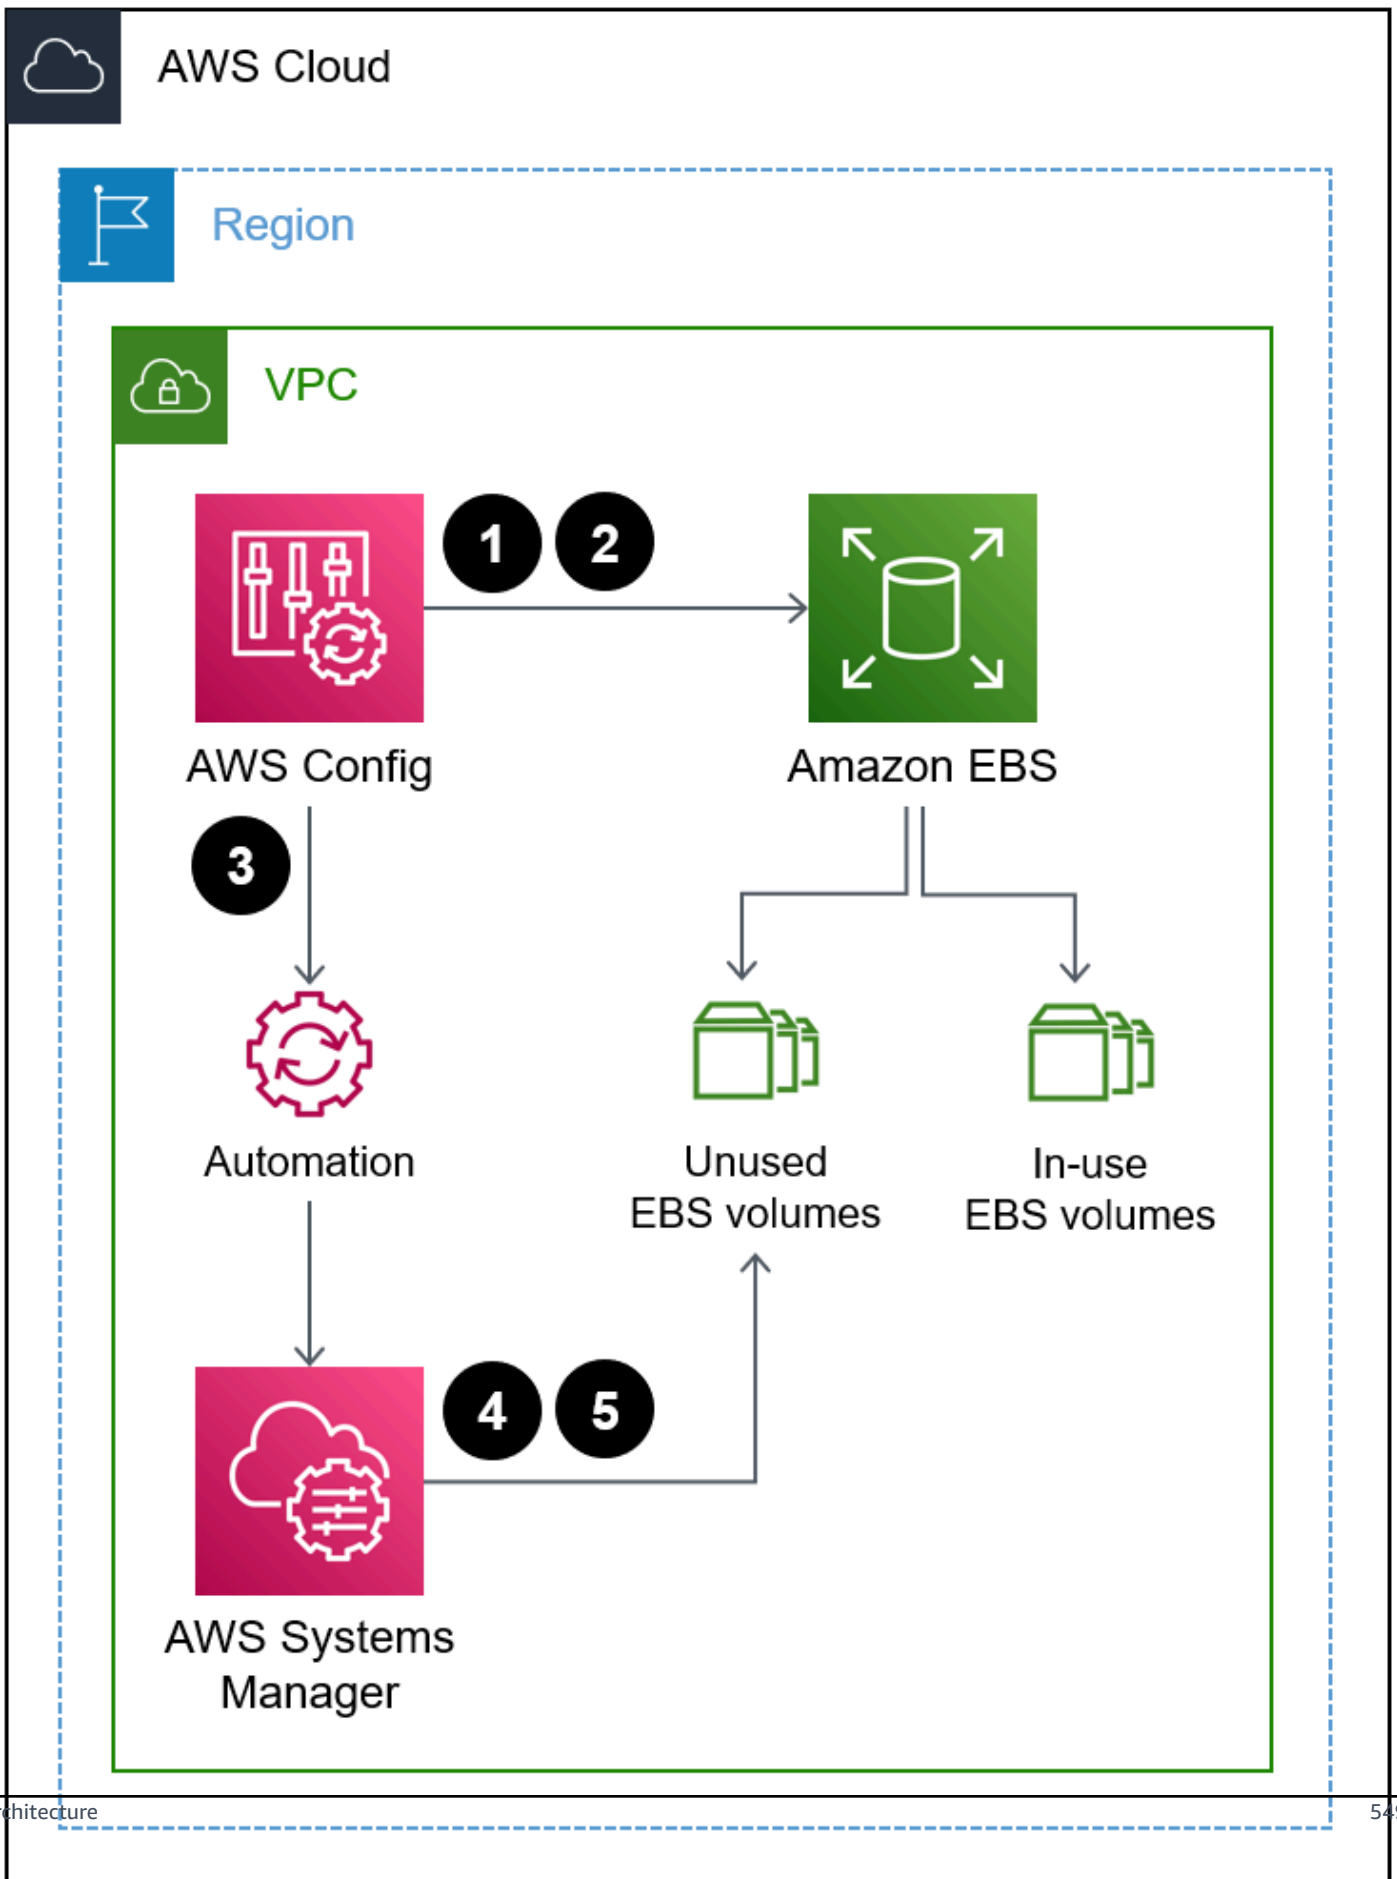 AWS Cloud
Region
VPC
1 2
AWS Config
Amazon EBS
3
Automation
Unused
EBS volumes
In-use
EBS volumes
4 5
AWS Systems
Manager